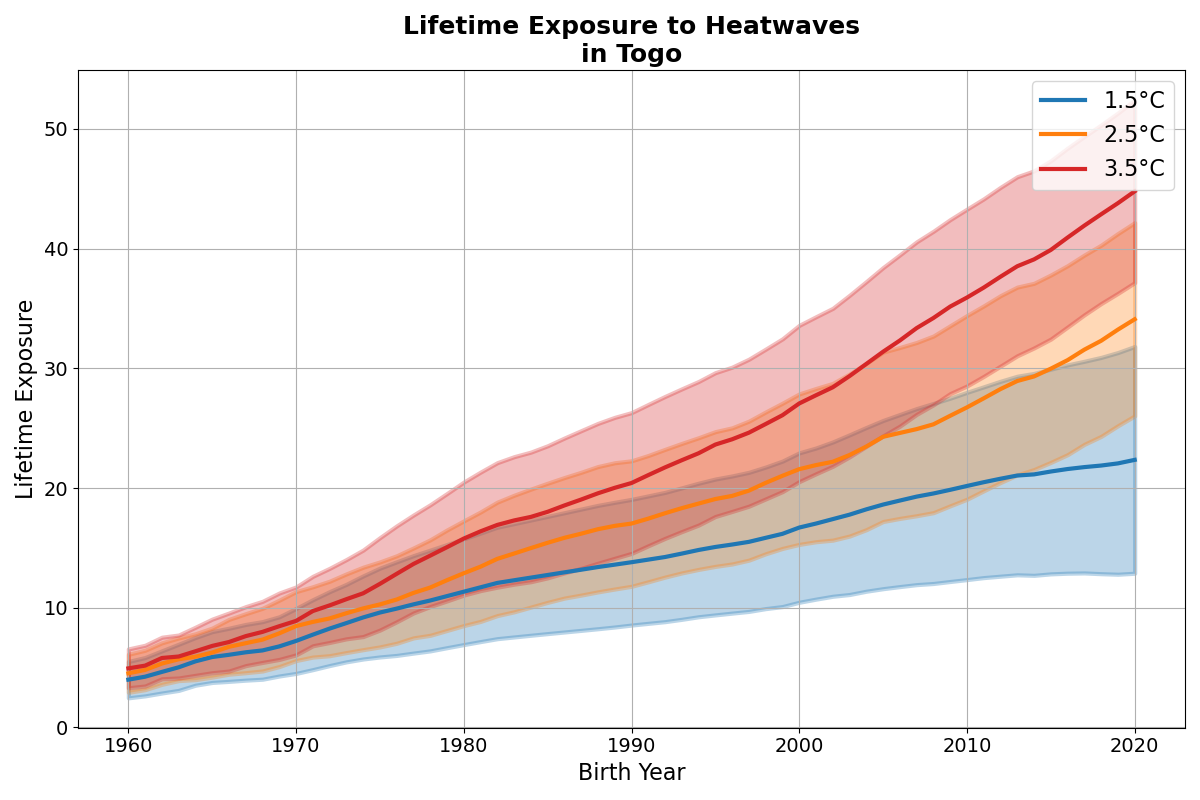 Lifetime Exposure to Heatwaves
in Togo
1.5°C
2.5°C
3.5°C
Lifetime Exposure
50
40
30
20
10
0
1960 1970 1980 1990 2000 2010 2020
Birth Year